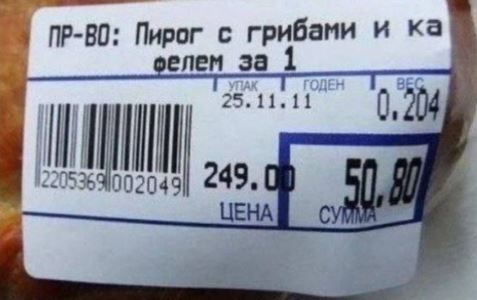 ПР-ВО: Пирог с грибами и ка
фелем за 1
УПАК ГОДЕН ВЕС
25.11.11 0.204
2205369 002049 249.00 50.80
ЦЕНА СУММА